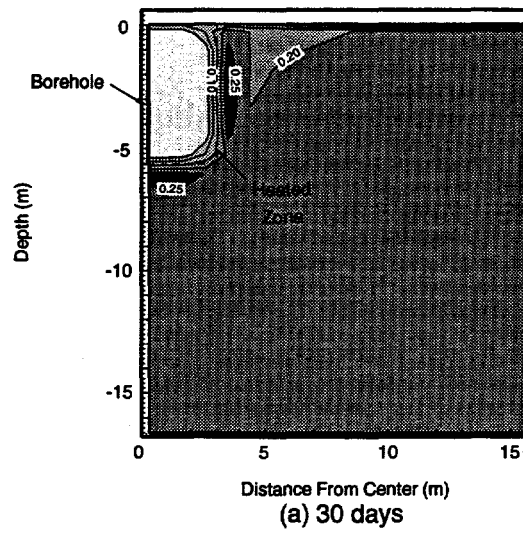 0
Borehole
0.10
0.25
0.20
-5
0.25
Heated
Zone
Depth (m)
-10
-15
0 5 10 15
Distance From Center (m)
(a) 30 days